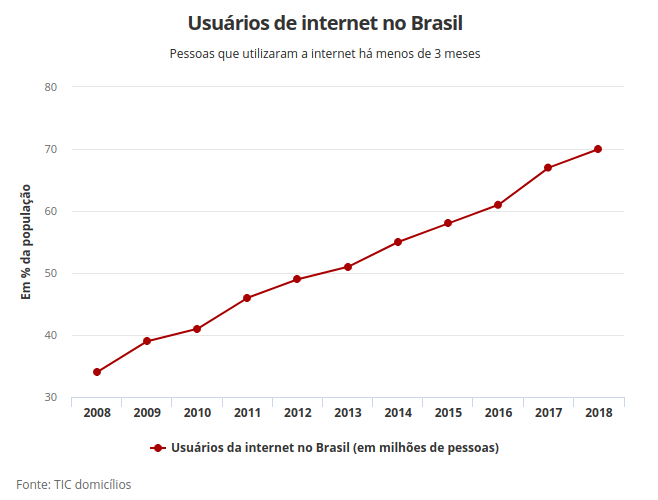 Usuários de internet no Brasil
Pessoas que utilizaram a internet há menos de 3 meses
80
70
60
50
40
30
Em % da população
2008 2009 2010 2011 2012 2013 2014 2015 2016 2017 2018
Usuários da internet no Brasil (em milhões de pessoas)
Fonte: TIC domicílios